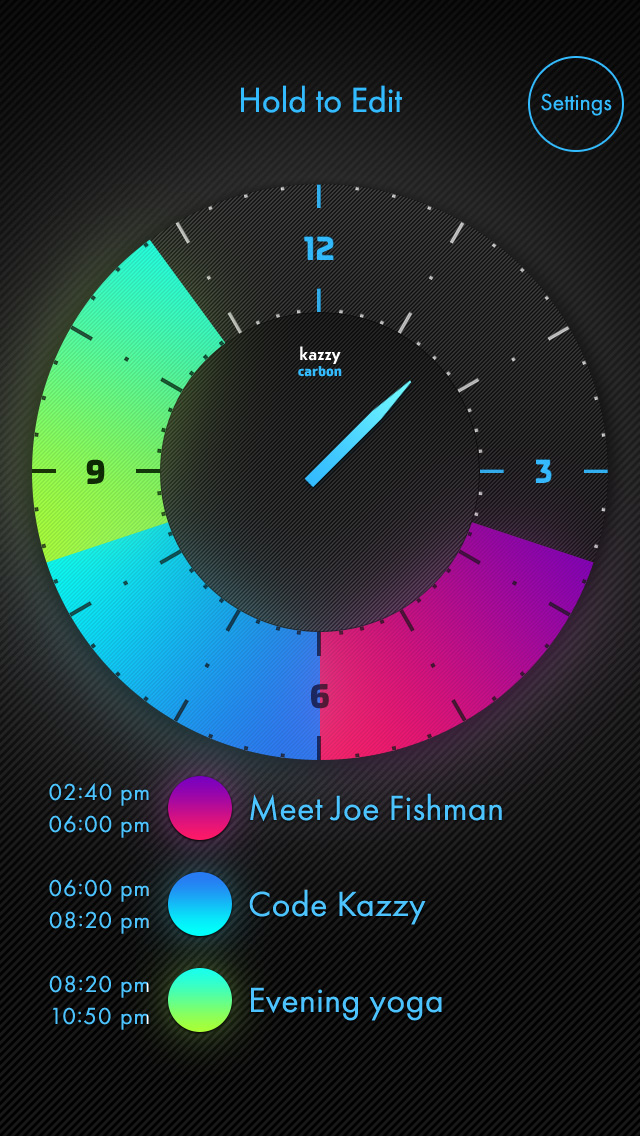 Hold to Edit
Settings
12
kazzy
carbon
9
3
6
02:40 pm
06:00 pm
Meet Joe Fishman
06:00 pm
08:20 pm
Code Kazzy
08:20 pm
10:50 pm
Evening yoga